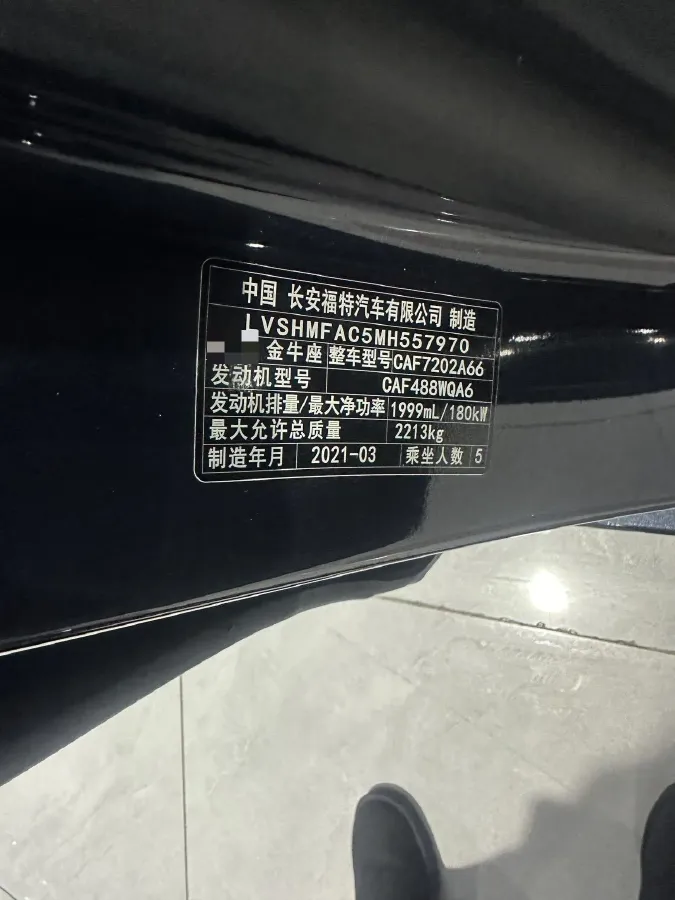 中国 长安福特汽车有限公司 制造
LVSHMFAC5MH557970
金牛座 整车型号 CAF7202A66
发动机型号 CAF488WQA6
发动机排量/最大净功率 1999mL/180kW
最大允许总质量 2213kg
制造年月 2021-03 乘坐人数 5